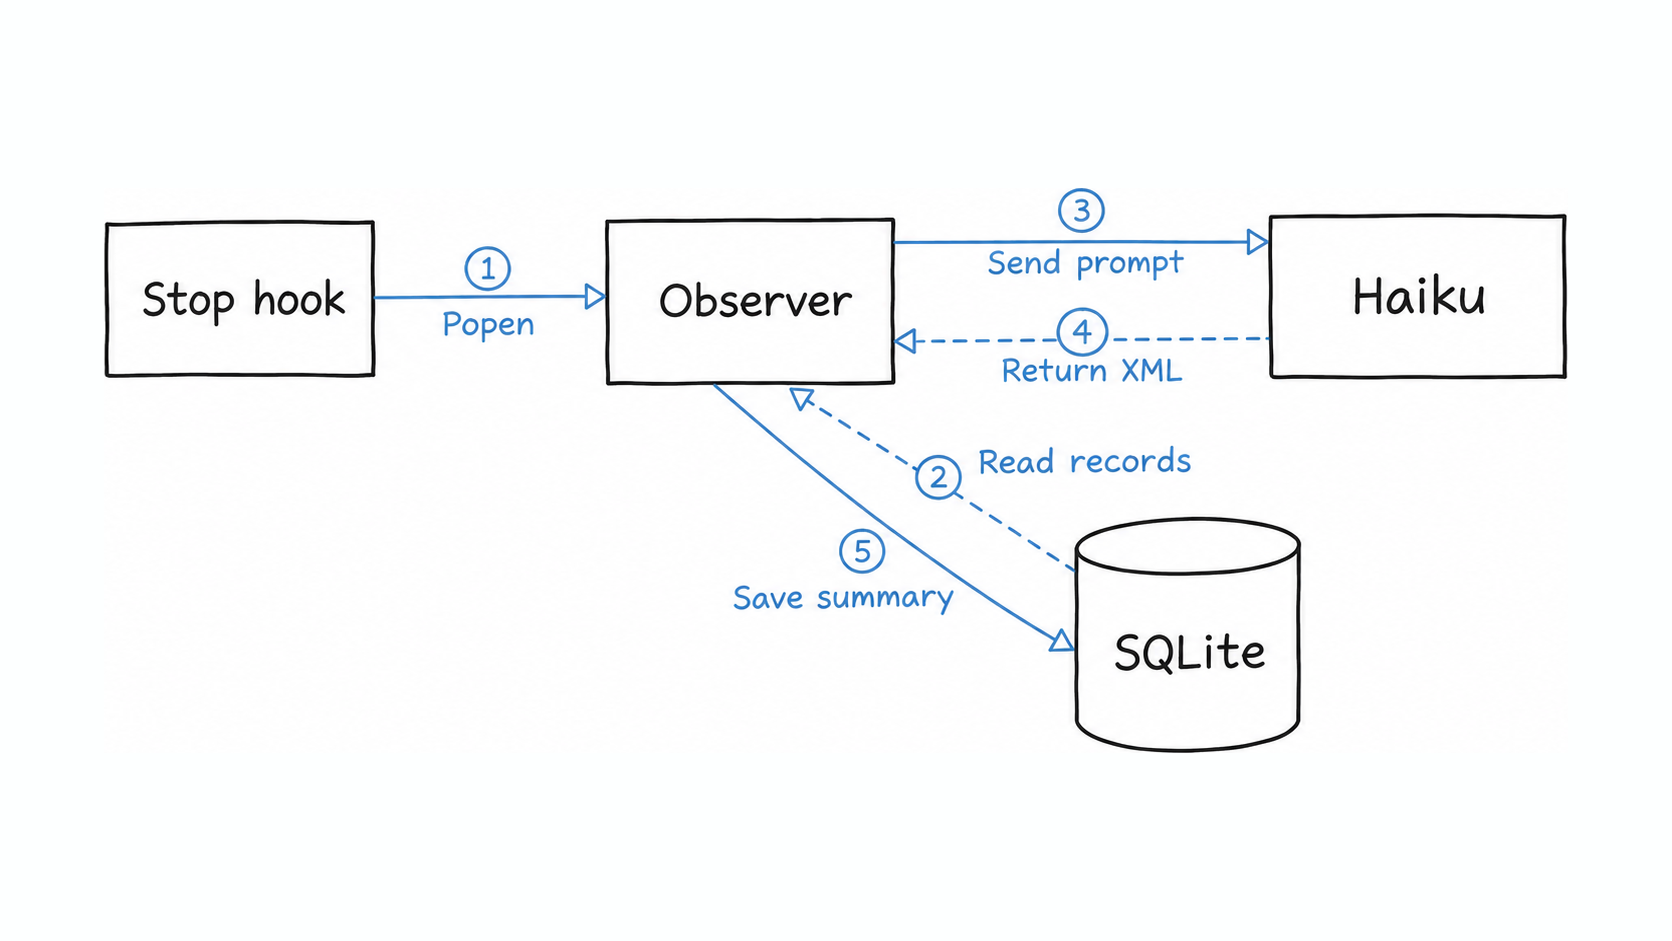 Stop hook
1
Popen
Observer
3
Send prompt
4
Return XML
Haiku
2
Read records
5
Save summary
SQLite